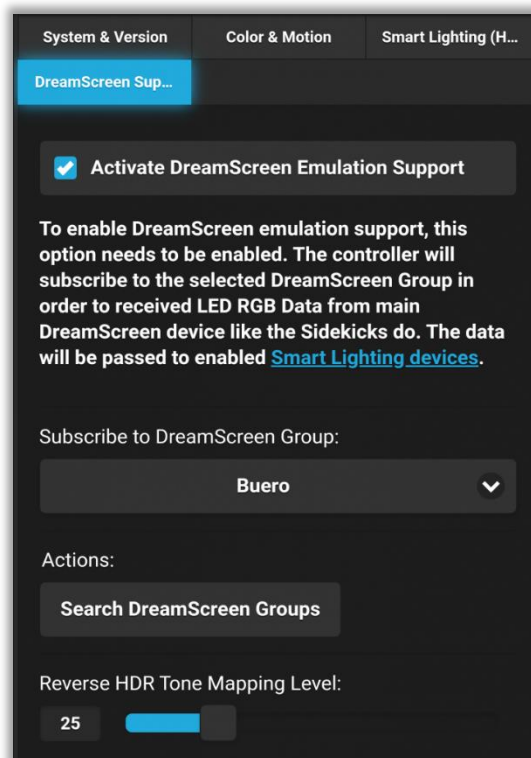 System & Version
Color & Motion
Smart Lighting (H...
DreamScreen Sup...
Activate DreamScreen Emulation Support
To enable DreamScreen emulation support, this
option needs to be enabled. The controller will
subscribe to the selected DreamScreen Group in
order to received LED RGB Data from main
DreamScreen device like the Sidekicks do. The data
will be passed to enabled Smart Lighting devices.
Subscribe to DreamScreen Group:
Buero
Actions:
Search DreamScreen Groups
Reverse HDR Tone Mapping Level:
25